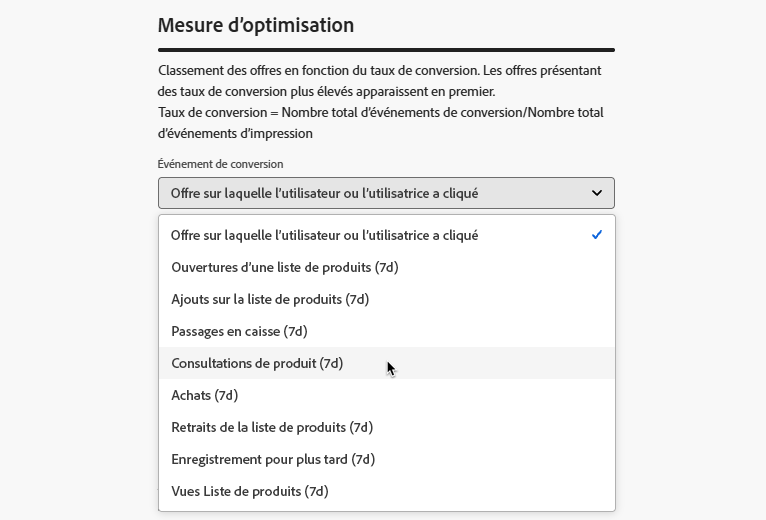 Mesure d’optimisation
Classement des offres en fonction du taux de conversion. Les offres présentant
des taux de conversion plus élevés apparaissent en premier.
Taux de conversion = Nombre total d’événements de conversion/Nombre total
d’événements d’impression
Événement de conversion
Offre sur laquelle l’utilisateur ou l’utilisatrice a cliqué
Offre sur laquelle l’utilisateur ou l’utilisatrice a cliqué
Ouvertures d’une liste de produits (7d)
Ajouts sur la liste de produits (7d)
Passages en caisse (7d)
Consultations de produit (7d)
Achats (7d)
Retraits de la liste de produits (7d)
Enregistrement pour plus tard (7d)
Vues Liste de produits (7d)